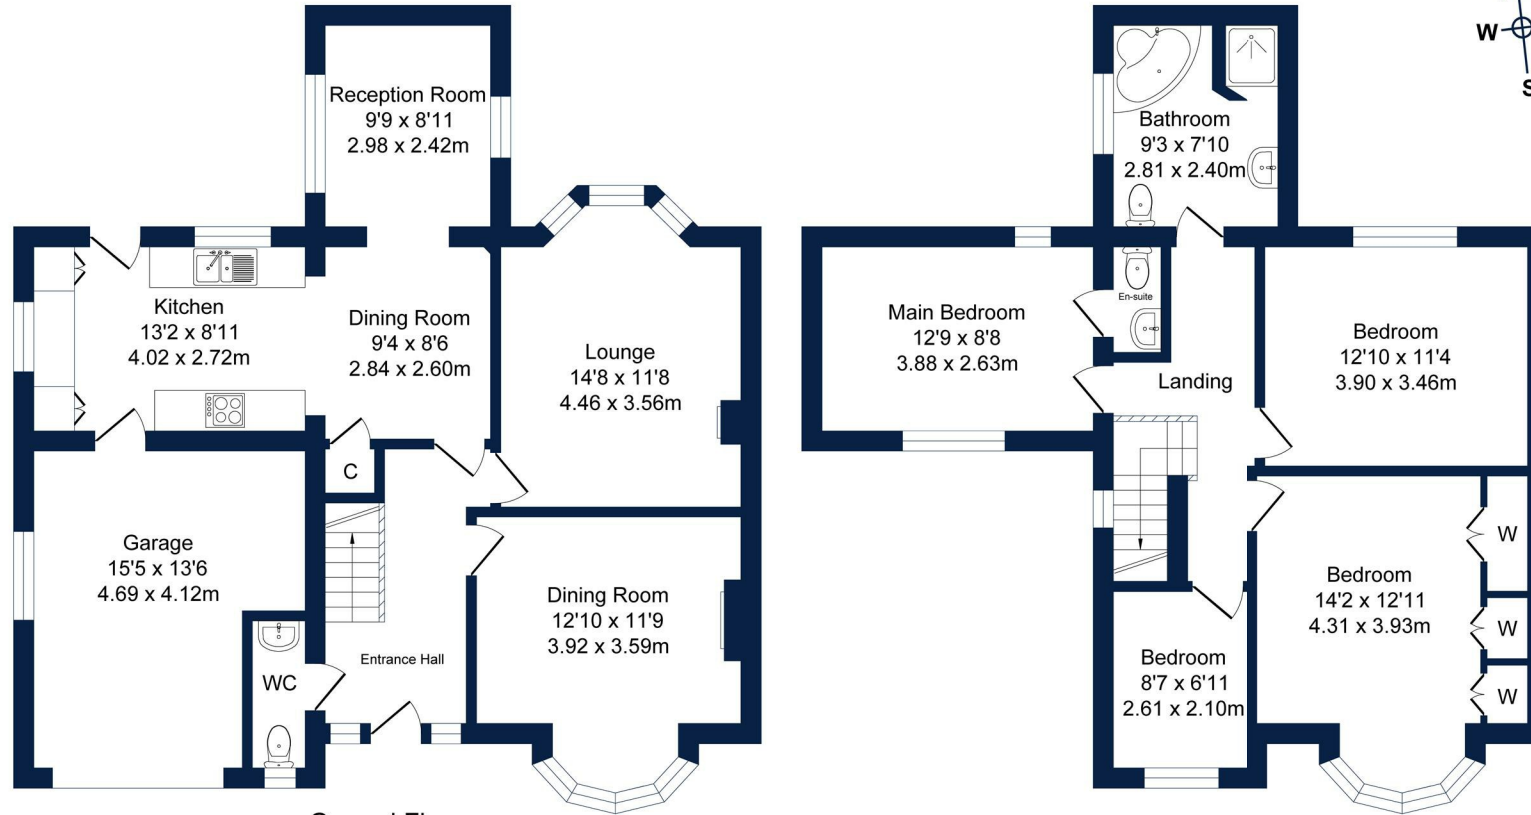 Reception Room
9'9 x 8'11
2.98 x 2.42m
Kitchen
13'2 x 8'11
4.02 x 2.72m
Dining Room
9'4 x 8'6
2.84 x 2.60m
Lounge
14'8 x 11'8
4.46 x 3.56m
C
Garage
15'5 x 13'6
4.69 x 4.12m
Dining Room
12'10 x 11'9
3.92 x 3.59m
Entrance Hall
WC
W
S
Bathroom
9'3 x 7'10
2.81 x 2.40m
En-suite
Main Bedroom
12'9 x 8'8
3.88 x 2.63m
Bedroom
12'10 x 11'4
3.90 x 3.46m
Landing
Bedroom
14'2 x 12'11
4.31 x 3.93m
W
W
W
Bedroom
8'7 x 6'11
2.61 x 2.10m